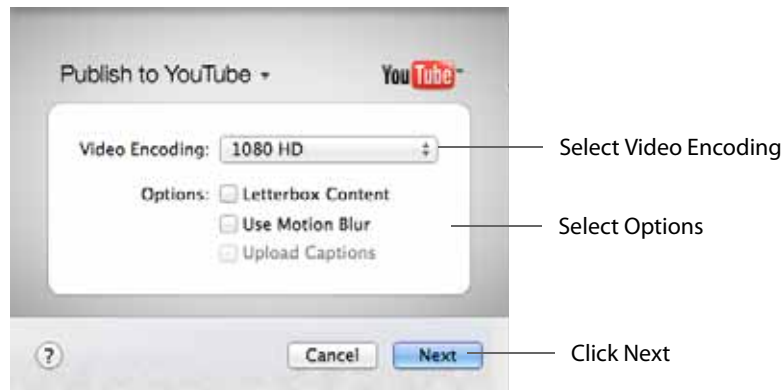 Publish to YouTube
YouTube™
Video Encoding: 1080 HD
Select Video Encoding
Options: Letterbox Content
Use Motion Blur
Select Options
Upload Captions
? Cancel Next
Click Next